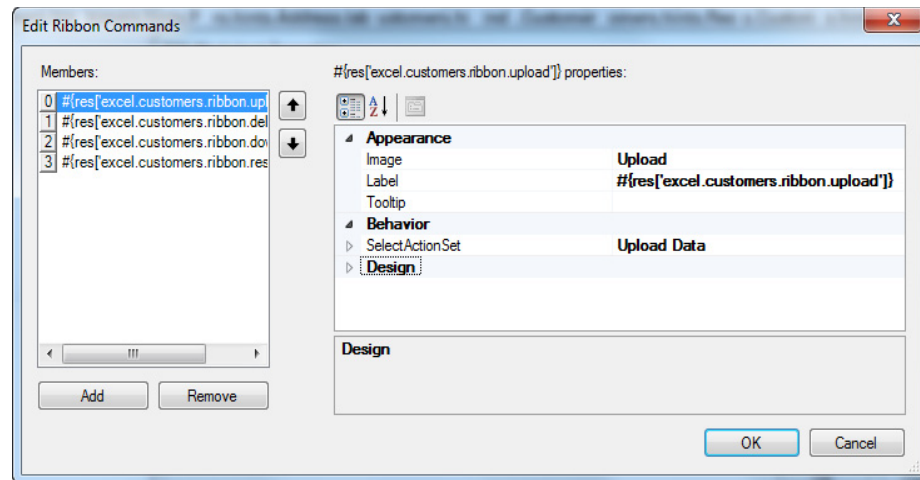 Edit Ribbon Commands
Members:
#{res['excel.customers.ribbon.upload']} properties:
0 #{res['excel.customers.ribbon.upl
1 #{res['excel.customers.ribbon.del
2 #{res['excel.customers.ribbon.do
3 #{res['excel.customers.ribbon.res
Appearance
Image Upload
Label #{res['excel.customers.ribbon.upload']}
Tooltip
Behavior
SelectActionSet Upload Data
Design
Design
Add Remove
OK Cancel